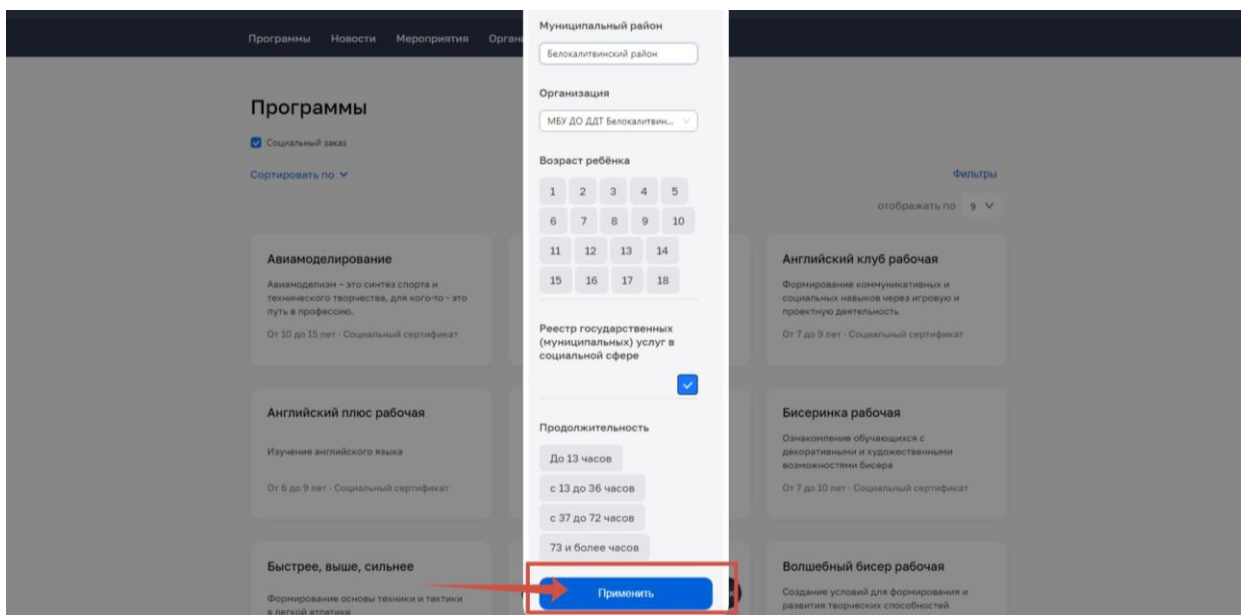 Программы Новости Мероприятия
Программы
Социальный заказ
Сортировать по
Фильтры
отображать по 9
Авиамоделирование
Авиамоделизм – это синтез спорта и
технического творчества, для кого-то - это
путь в профессию.
От 10 до 15 лет · Социальный сертификат
Английский клуб рабочая
Формирование коммуникативных и
социальных навыков через игровую и
проектную деятельность
От 7 до 9 лет · Социальный сертификат
Английский плюс рабочая
Изучение английского языка
От 6 до 9 лет · Социальный сертификат
Бисеринка рабочая
Ознакомление обучающихся с
декоративными и художественными
возможностями бисера
От 7 до 10 лет · Социальный сертификат
Быстрее, выше, сильнее
Формирование основы техники и тактики
в легкой атлетике
Волшебный бисер рабочая
Создание условий для формирования и
развития творческих способностей
Муниципальный район
Белокалитвинский район
Организация
МБУ ДО ДДТ Белокалитвин...
Возраст ребёнка
1 2 3 4 5
6 7 8 9 10
11 12 13 14
15 16 17 18
Реестр государственных
(муниципальных) услуг в
социальной сфере
Продолжительность
До 13 часов
с 13 до 36 часов
с 37 до 72 часов
73 и более часов
Применить